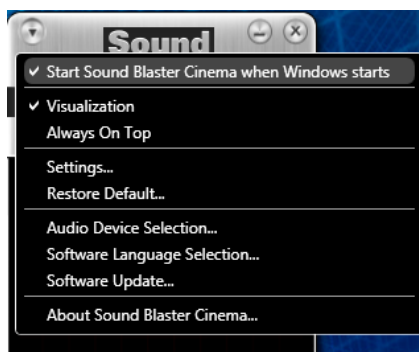 Sound
Start Sound Blaster Cinema when Windows starts
Visualization
Always On Top
Settings...
Restore Default...
Audio Device Selection...
Software Language Selection...
Software Update...
About Sound Blaster Cinema...